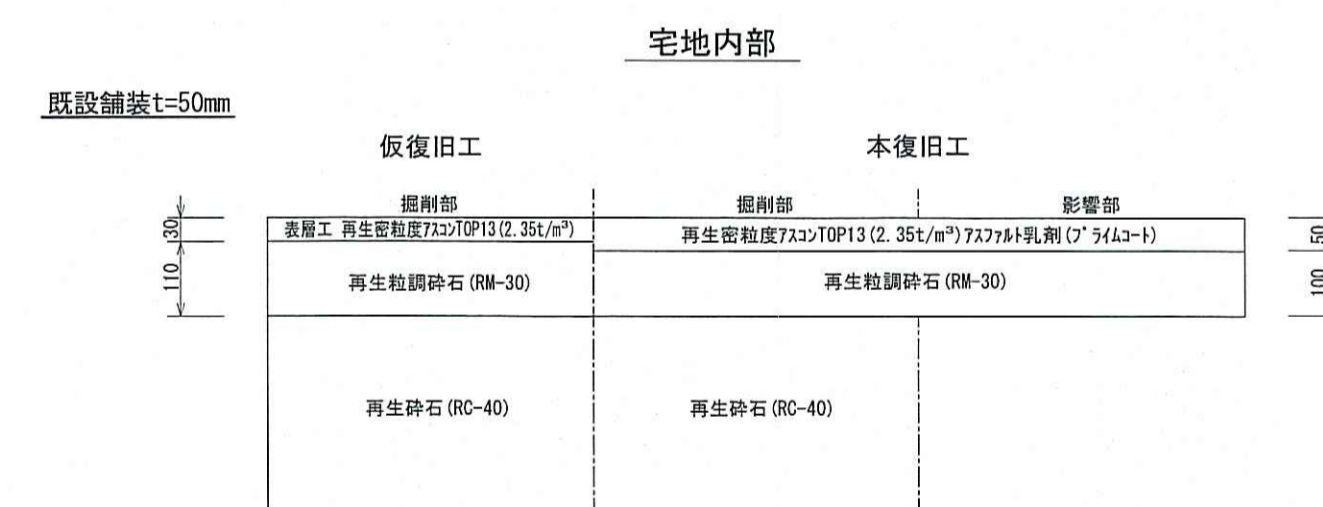 宅地内部
既設舗装t=50mm
仮復旧工
本復旧工
掘削部
掘削部
影響部
30
表層工 再生密粒度ｱｽｺﾝTOP13(2.35t/m³)
再生密粒度ｱｽｺﾝTOP13(2.35t/m³)ｱｽﾌｧﾙﾄ乳剤(ﾌﾟﾗｲﾑｺｰﾄ)
50
110
再生粒調砕石(RM-30)
再生粒調砕石(RM-30)
100
再生砕石(RC-40)
再生砕石(RC-40)